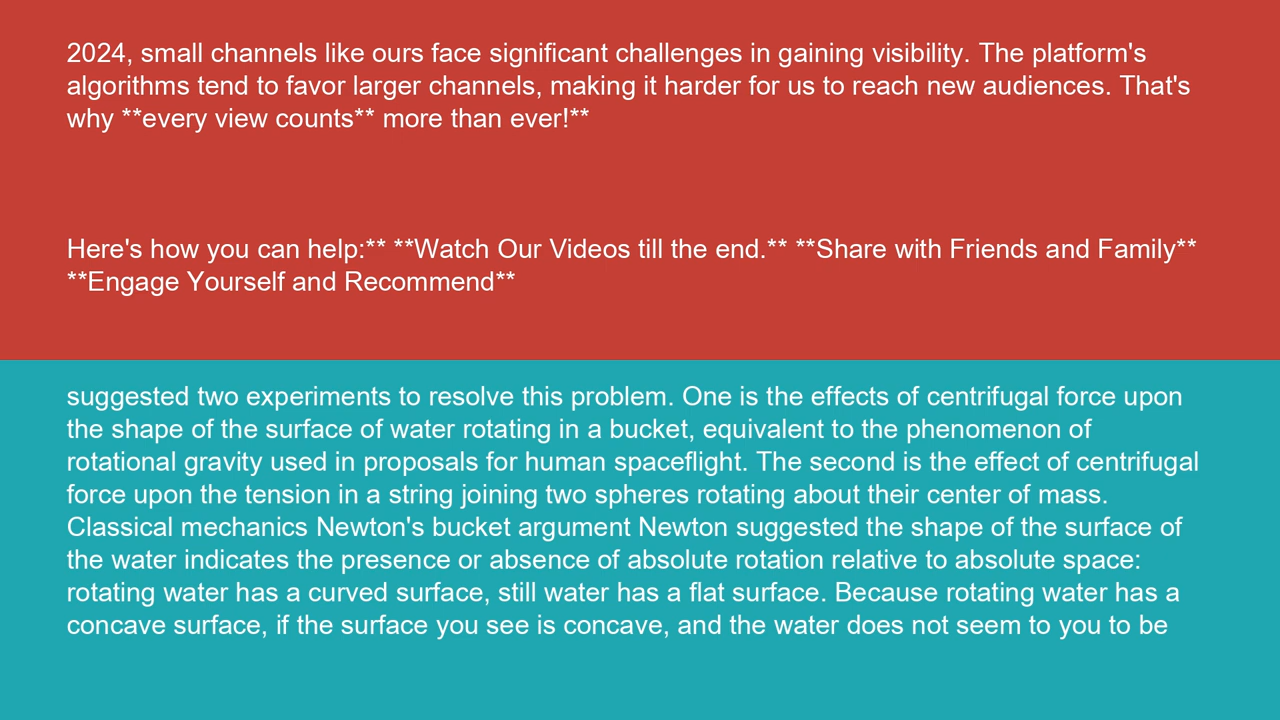 2024, small channels like ours face significant challenges in gaining visibility. The platform's
algorithms tend to favor larger channels, making it harder for us to reach new audiences. That's
why **every view counts** more than ever!**
Here's how you can help:** **Watch Our Videos till the end.** **Share with Friends and Family**
**Engage Yourself and Recommend**
suggested two experiments to resolve this problem. One is the effects of centrifugal force upon
the shape of the surface of water rotating in a bucket, equivalent to the phenomenon of
rotational gravity used in proposals for human spaceflight. The second is the effect of centrifugal
force upon the tension in a string joining two spheres rotating about their center of mass.
Classical mechanics Newton's bucket argument Newton suggested the shape of the surface of
the water indicates the presence or absence of absolute rotation relative to absolute space:
rotating water has a curved surface, still water has a flat surface. Because rotating water has a
concave surface, if the surface you see is concave, and the water does not seem to you to be